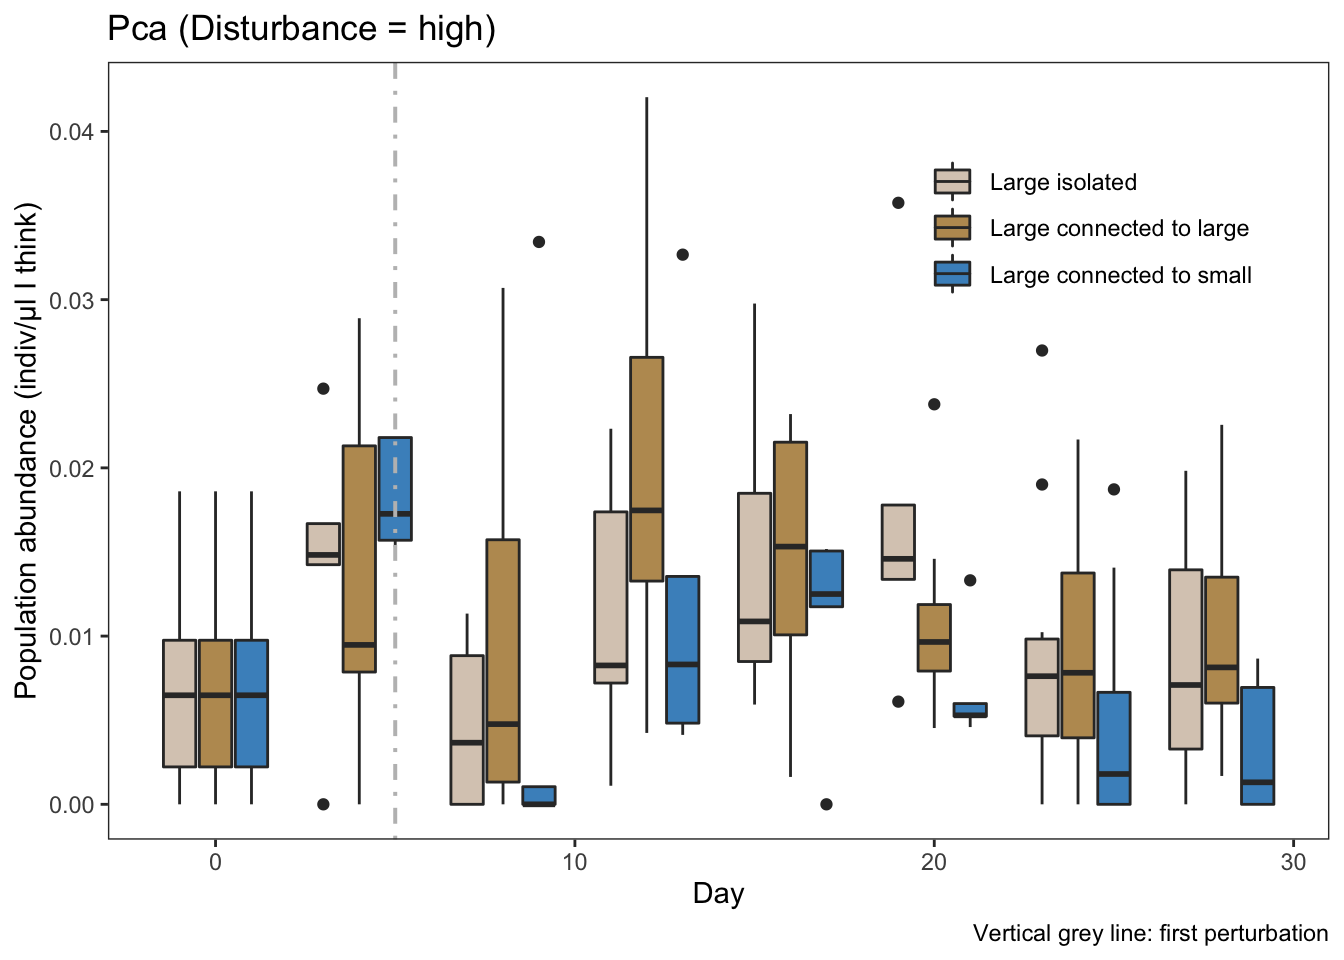 Pca (Disturbance = high)
Population abundance (indiv/μl I think)
0.04
0.03
0.02
0.01
0.00
Large isolated
Large connected to large
Large connected to small
0
10
20
30
Day
Vertical grey line: first perturbation